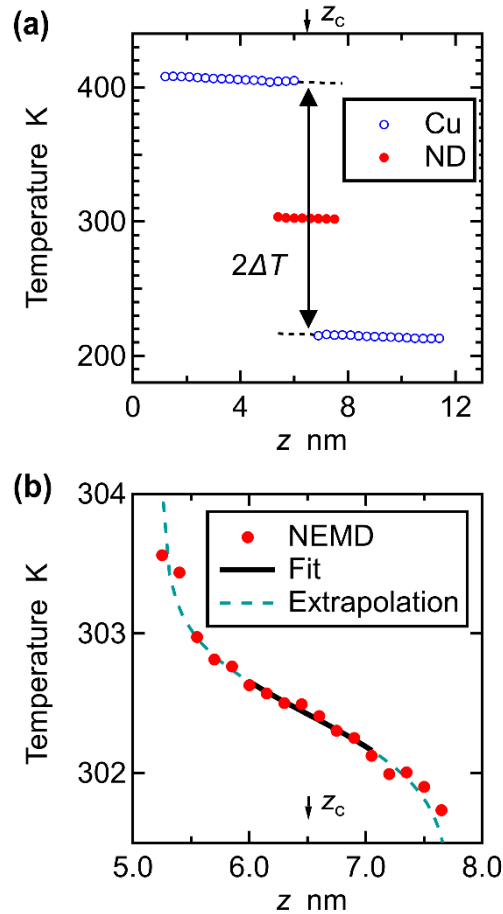 (a)
z_c
Temperature K
400
300
200
Cu
ND
2ΔT
0
4
8
12
z nm
(b)
Temperature K
304
303
302
NEMD
Fit
Extrapolation
z_c
5.0
6.0
7.0
8.0
z nm